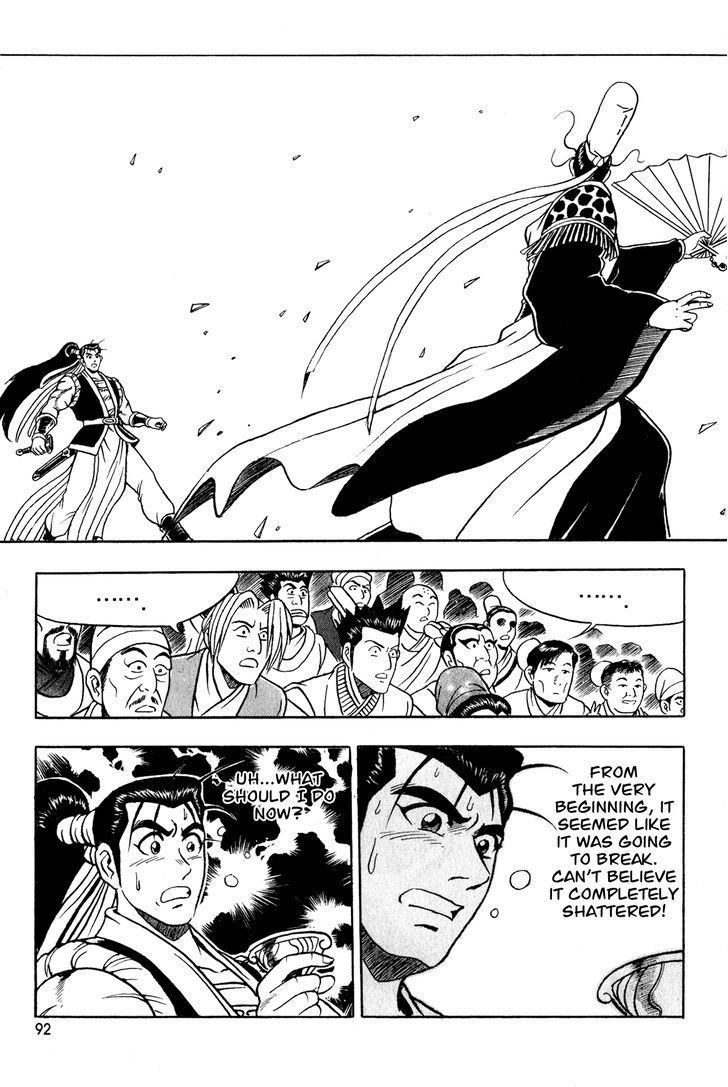 .......
.......
FROM
THE VERY
BEGINNING, IT
SEEMED LIKE
IT WAS GOING
TO BREAK.
CAN'T BELIEVE
IT COMPLETELY
SHATTERED!
UH...WHAT
SHOULD I DO
NOW?
92